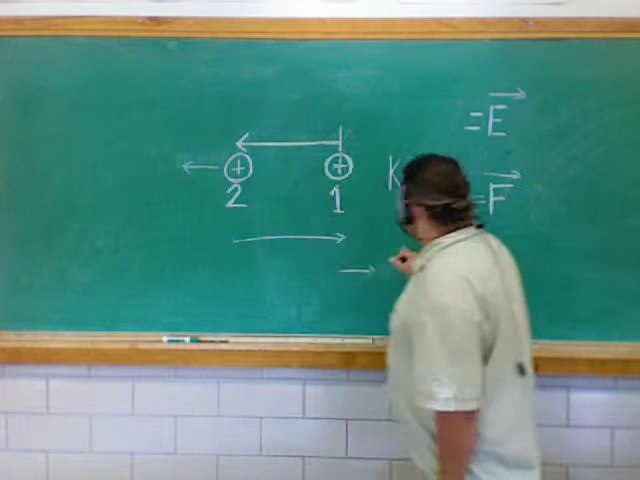 =E
+ + K
2 1 =F